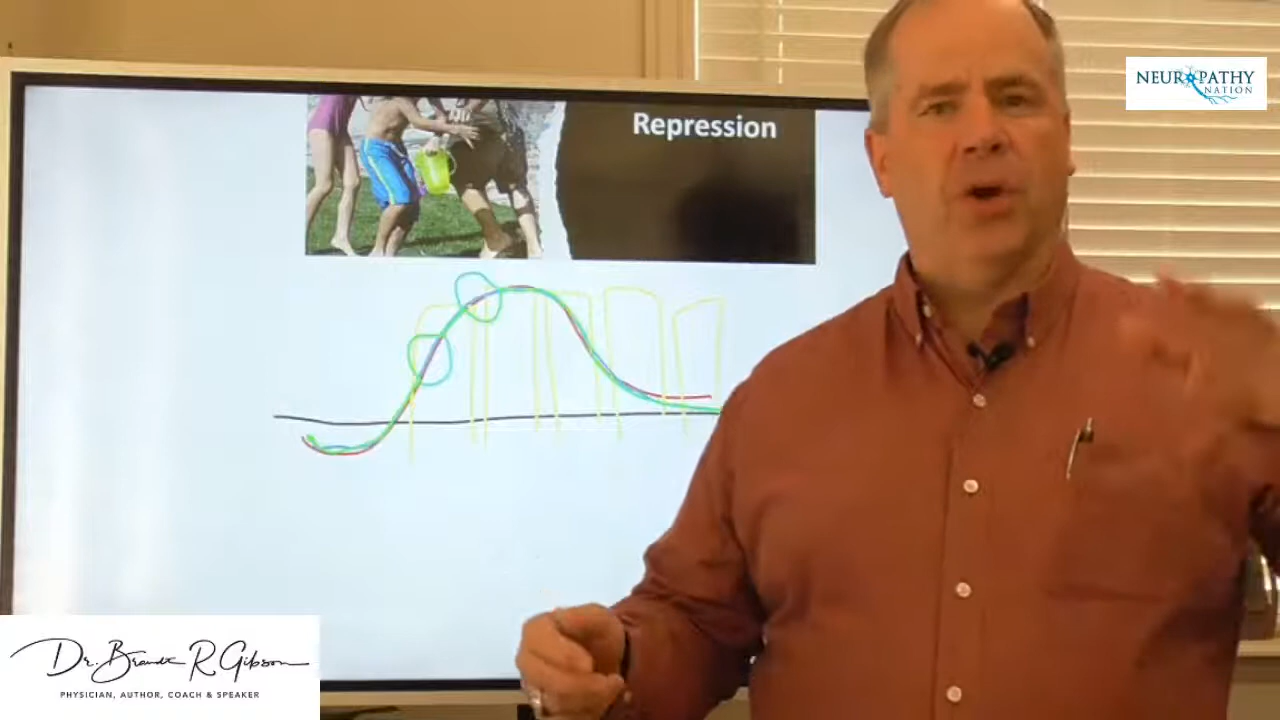 NEUROPATHY
NATION
Repression
Dr. Brandt R Gibson
PHYSICIAN, AUTHOR, COACH & SPEAKER